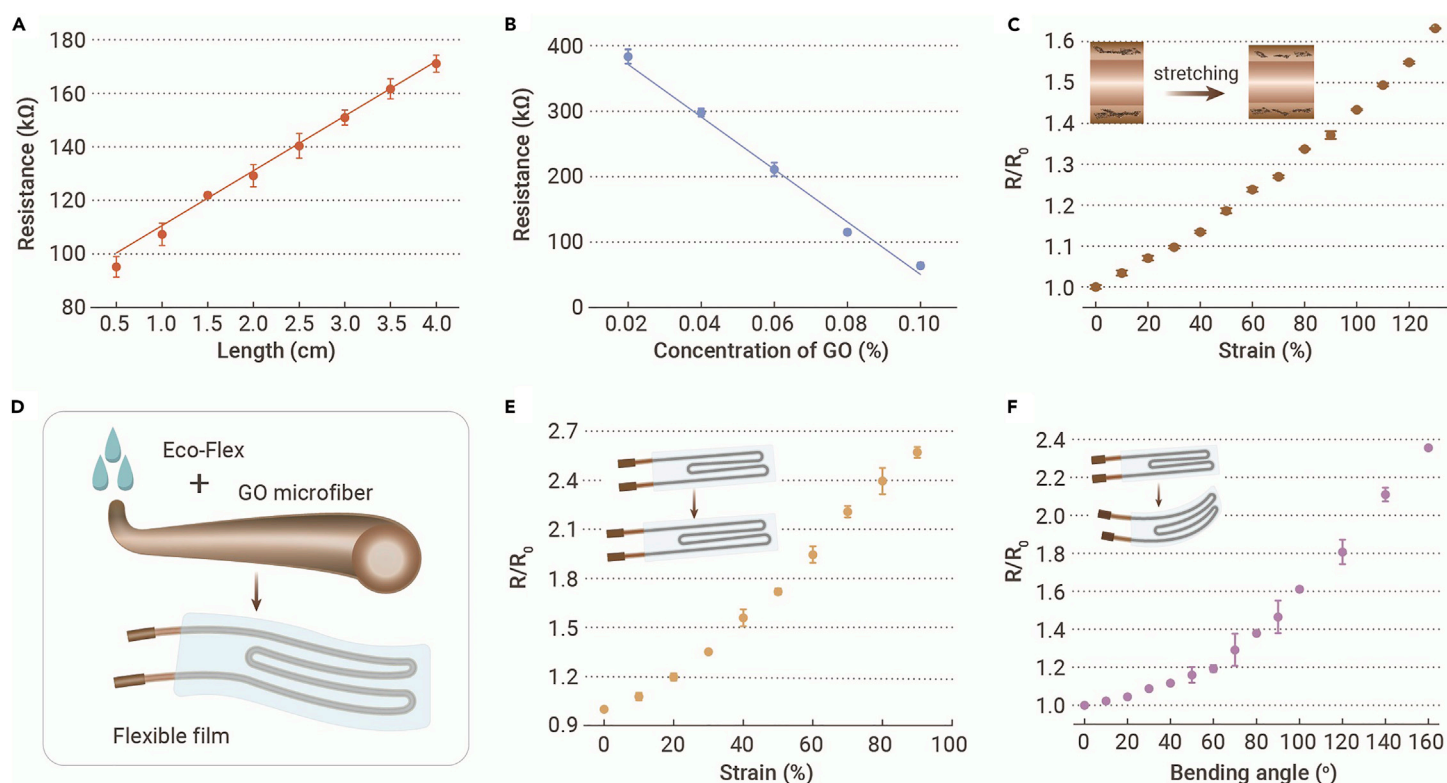 A
180
160
140
120
100
80
Resistance (kΩ)
0.5 1.0 1.5 2.0 2.5 3.0 3.5 4.0
Length (cm)
B
400
300
200
100
0
Resistance (kΩ)
0.02 0.04 0.06 0.08 0.10
Concentration of GO (%)
C
1.6
1.5
1.4
1.3
1.2
1.1
1.0
R/R₀
stretching
0 20 40 60 80 100 120
Strain (%)
D
Eco-Flex
+
GO microfiber
Flexible film
E
2.7
2.4
2.1
1.8
1.5
1.2
0.9
R/R₀
0 20 40 60 80 100
Strain (%)
F
2.4
2.2
2.0
1.8
1.6
1.4
1.2
1.0
R/R₀
0 20 40 60 80 100 120 140 160
Bending angle (°)